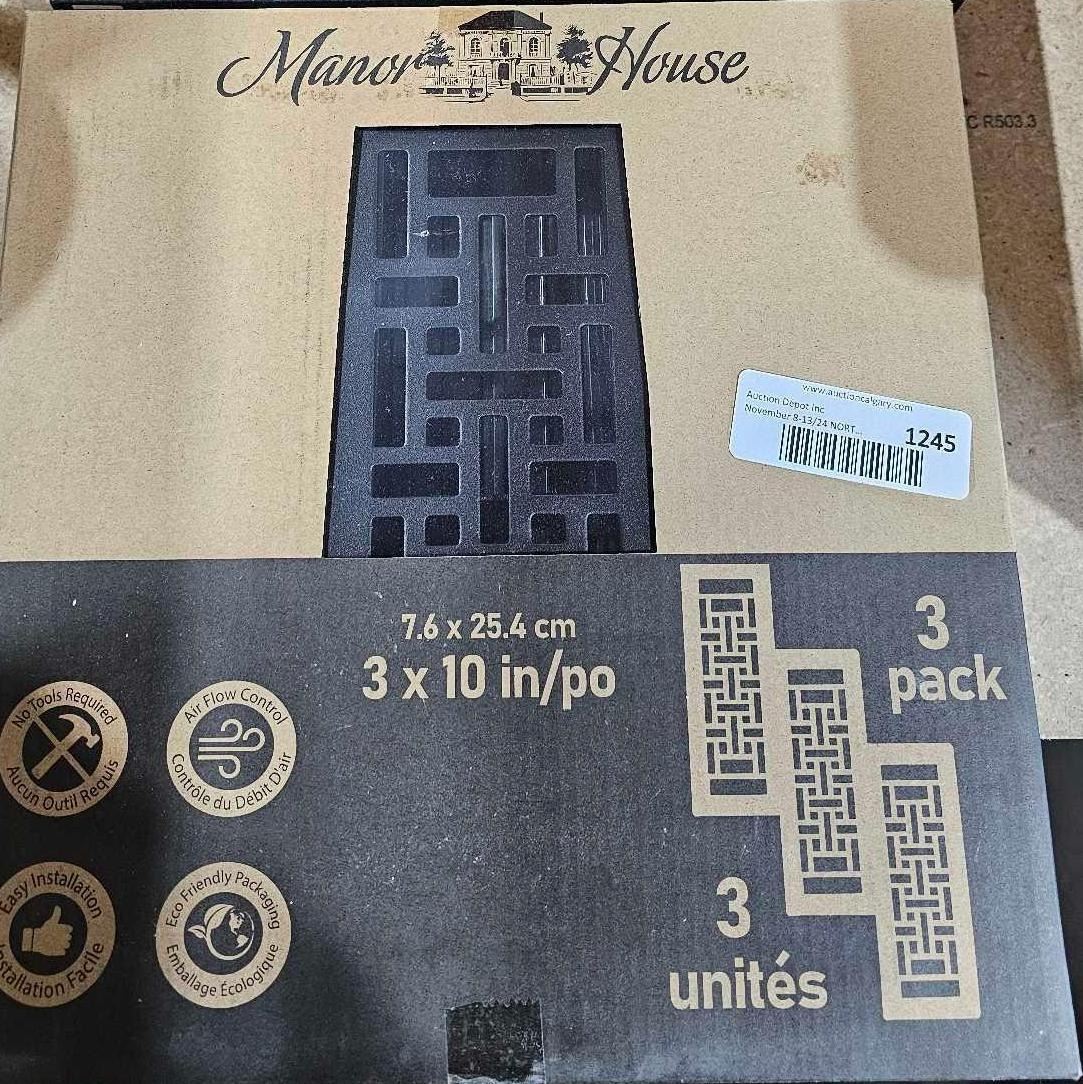 Manor House
C R503.3
www.auctioncalgary.com
Auction Depot Inc
November 8-13/24 NORT...
1245
7.6 x 25.4 cm
3 x 10 in/po
3
pack
No Tools Required
Aucun Outil Requis
Air Flow Control
Contrôle du Débit D'air
Easy Installation
Installation Facile
Eco Friendly Packaging
Emballage Écologique
3
unités